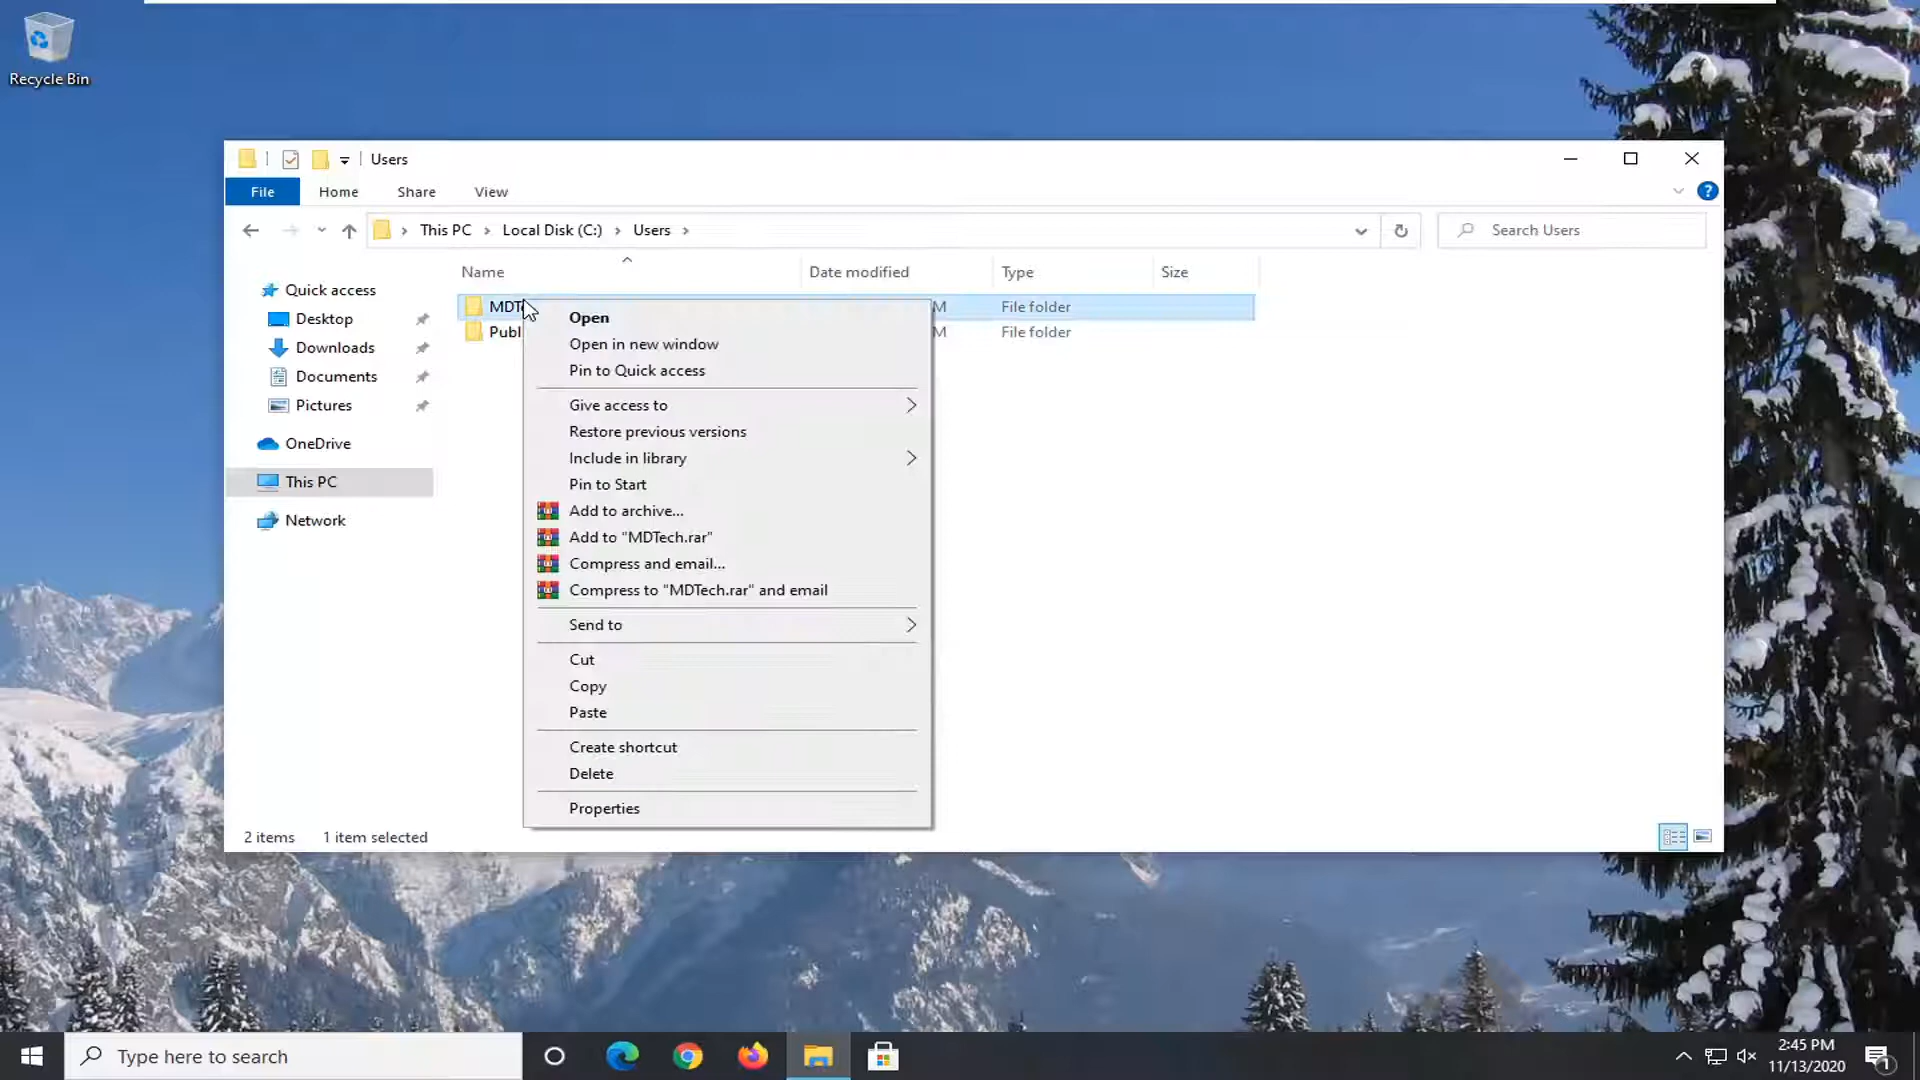 Recycle Bin
Users
File Home Share View
?
This PC Local Disk (C:) Users
Search Users
Name Date modified Type Size
Quick access
Desktop
Downloads
Documents
Pictures
OneDrive
This PC
Network
MDTe M File folder
Publ M File folder
Open
Open in new window
Pin to Quick access
Give access to
Restore previous versions
Include in library
Pin to Start
Add to archive...
Add to "MDTech.rar"
Compress and email...
Compress to "MDTech.rar" and email
Send to
Cut
Copy
Paste
Create shortcut
Delete
Properties
2 items 1 item selected
Type here to search
2:45 PM
11/13/2020
1